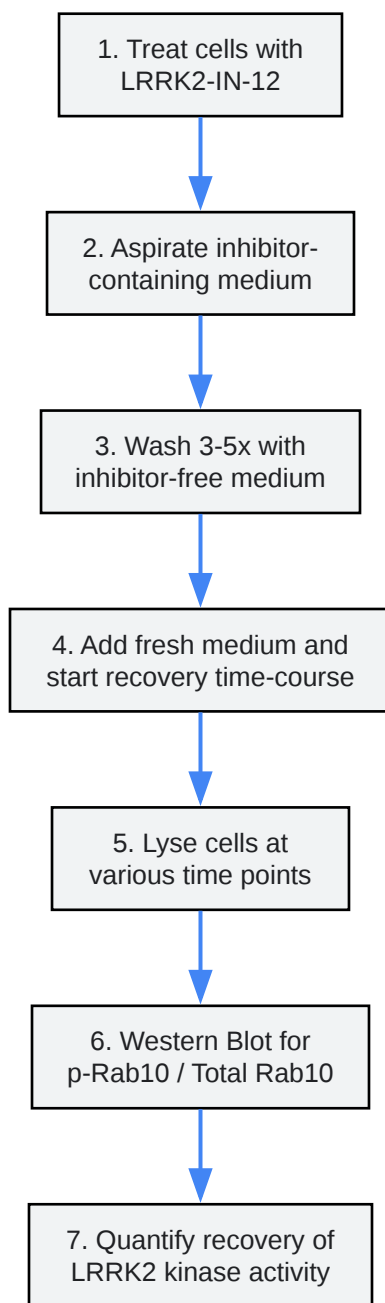 1. Treat cells with
LRRK2-IN-12
2. Aspirate inhibitor-
containing medium
3. Wash 3-5x with
inhibitor-free medium
4. Add fresh medium and
start recovery time-course
5. Lyse cells at
various time points
6. Western Blot for
p-Rab10 / Total Rab10
7. Quantify recovery of
LRRK2 kinase activity